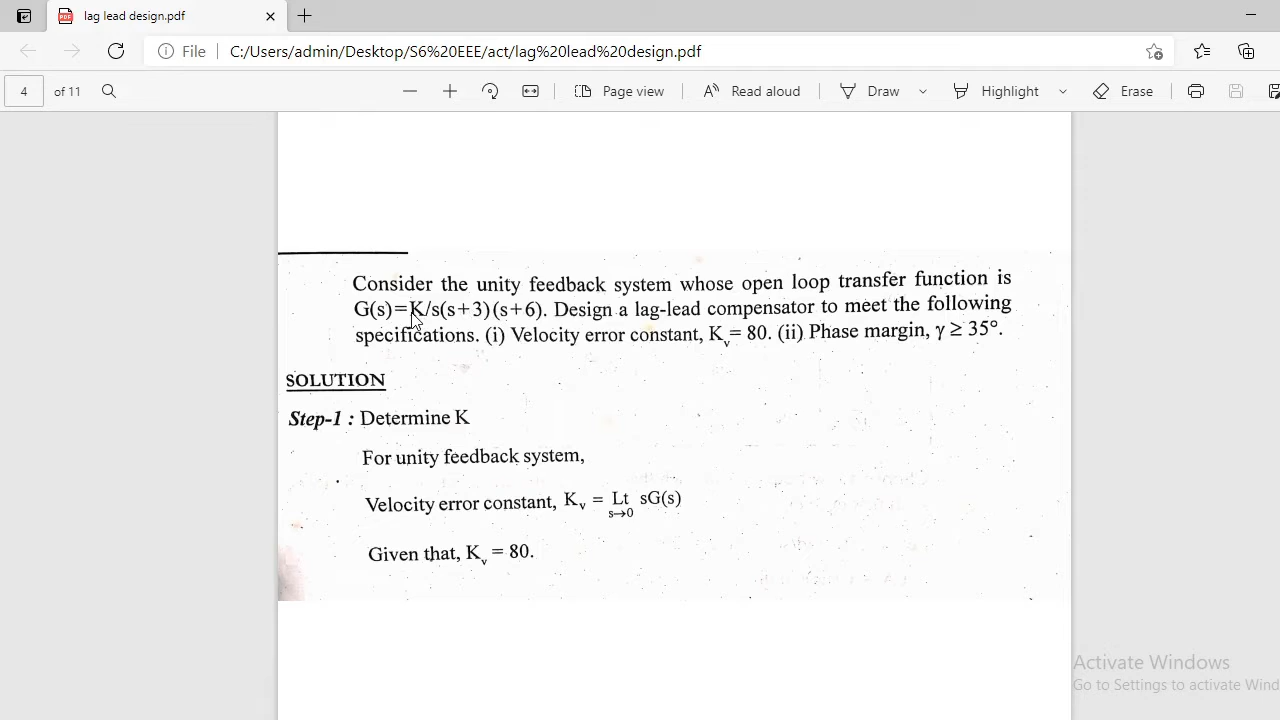 lag lead design.pdf
File C:/Users/admin/Desktop/S6%20EEE/act/lag%20lead%20design.pdf
4 of 11 Page view Read aloud Draw Highlight Erase
Consider the unity feedback system whose open loop transfer function is
G(s)=K/s(s+3)(s+6). Design a lag-lead compensator to meet the following
specifications. (i) Velocity error constant, Kv= 80. (ii) Phase margin, γ ≥ 35°.
SOLUTION
Step-1 : Determine K
For unity feedback system,
Velocity error constant, Kv = Lt sG(s)
s→0
Given that, Kv = 80.
Activate Windows
Go to Settings to activate Wind